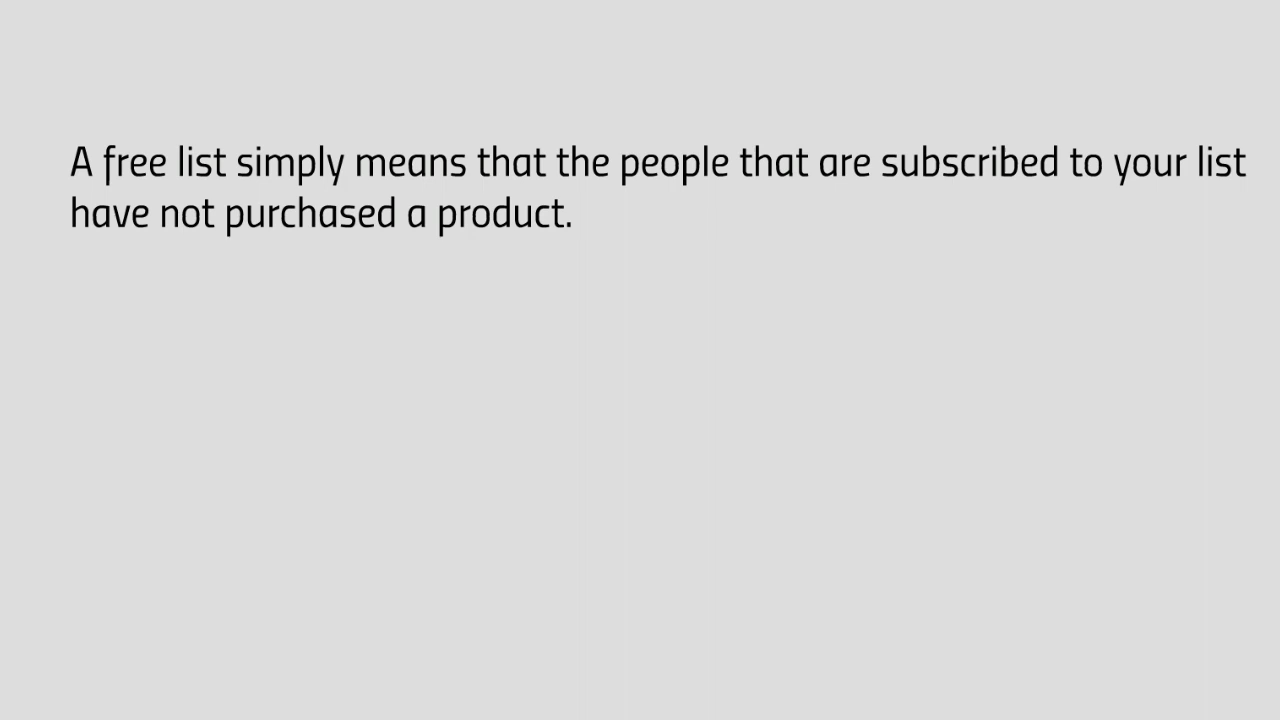 A free list simply means that the people that are subscribed to your list
have not purchased a product.